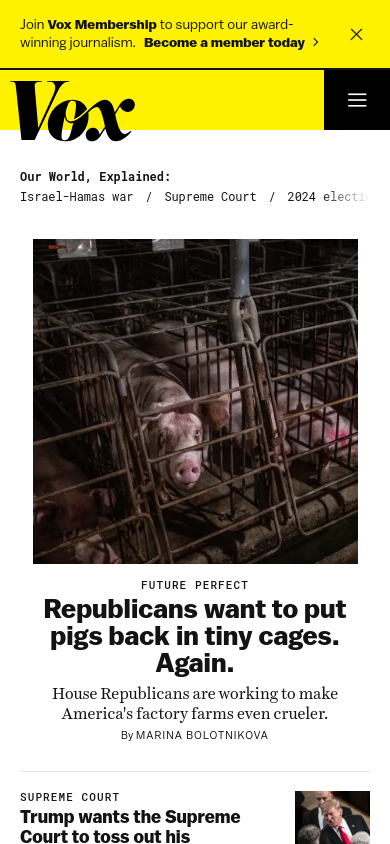 Join Vox Membership to support our award-
winning journalism. Become a member today
Vox
Our World, Explained:
Israel-Hamas war / Supreme Court / 2024 electi
FUTURE PERFECT
Republicans want to put
pigs back in tiny cages.
Again.
House Republicans are working to make
America's factory farms even crueler.
By MARINA BOLOTNIKOVA
SUPREME COURT
Trump wants the Supreme
Court to toss out his